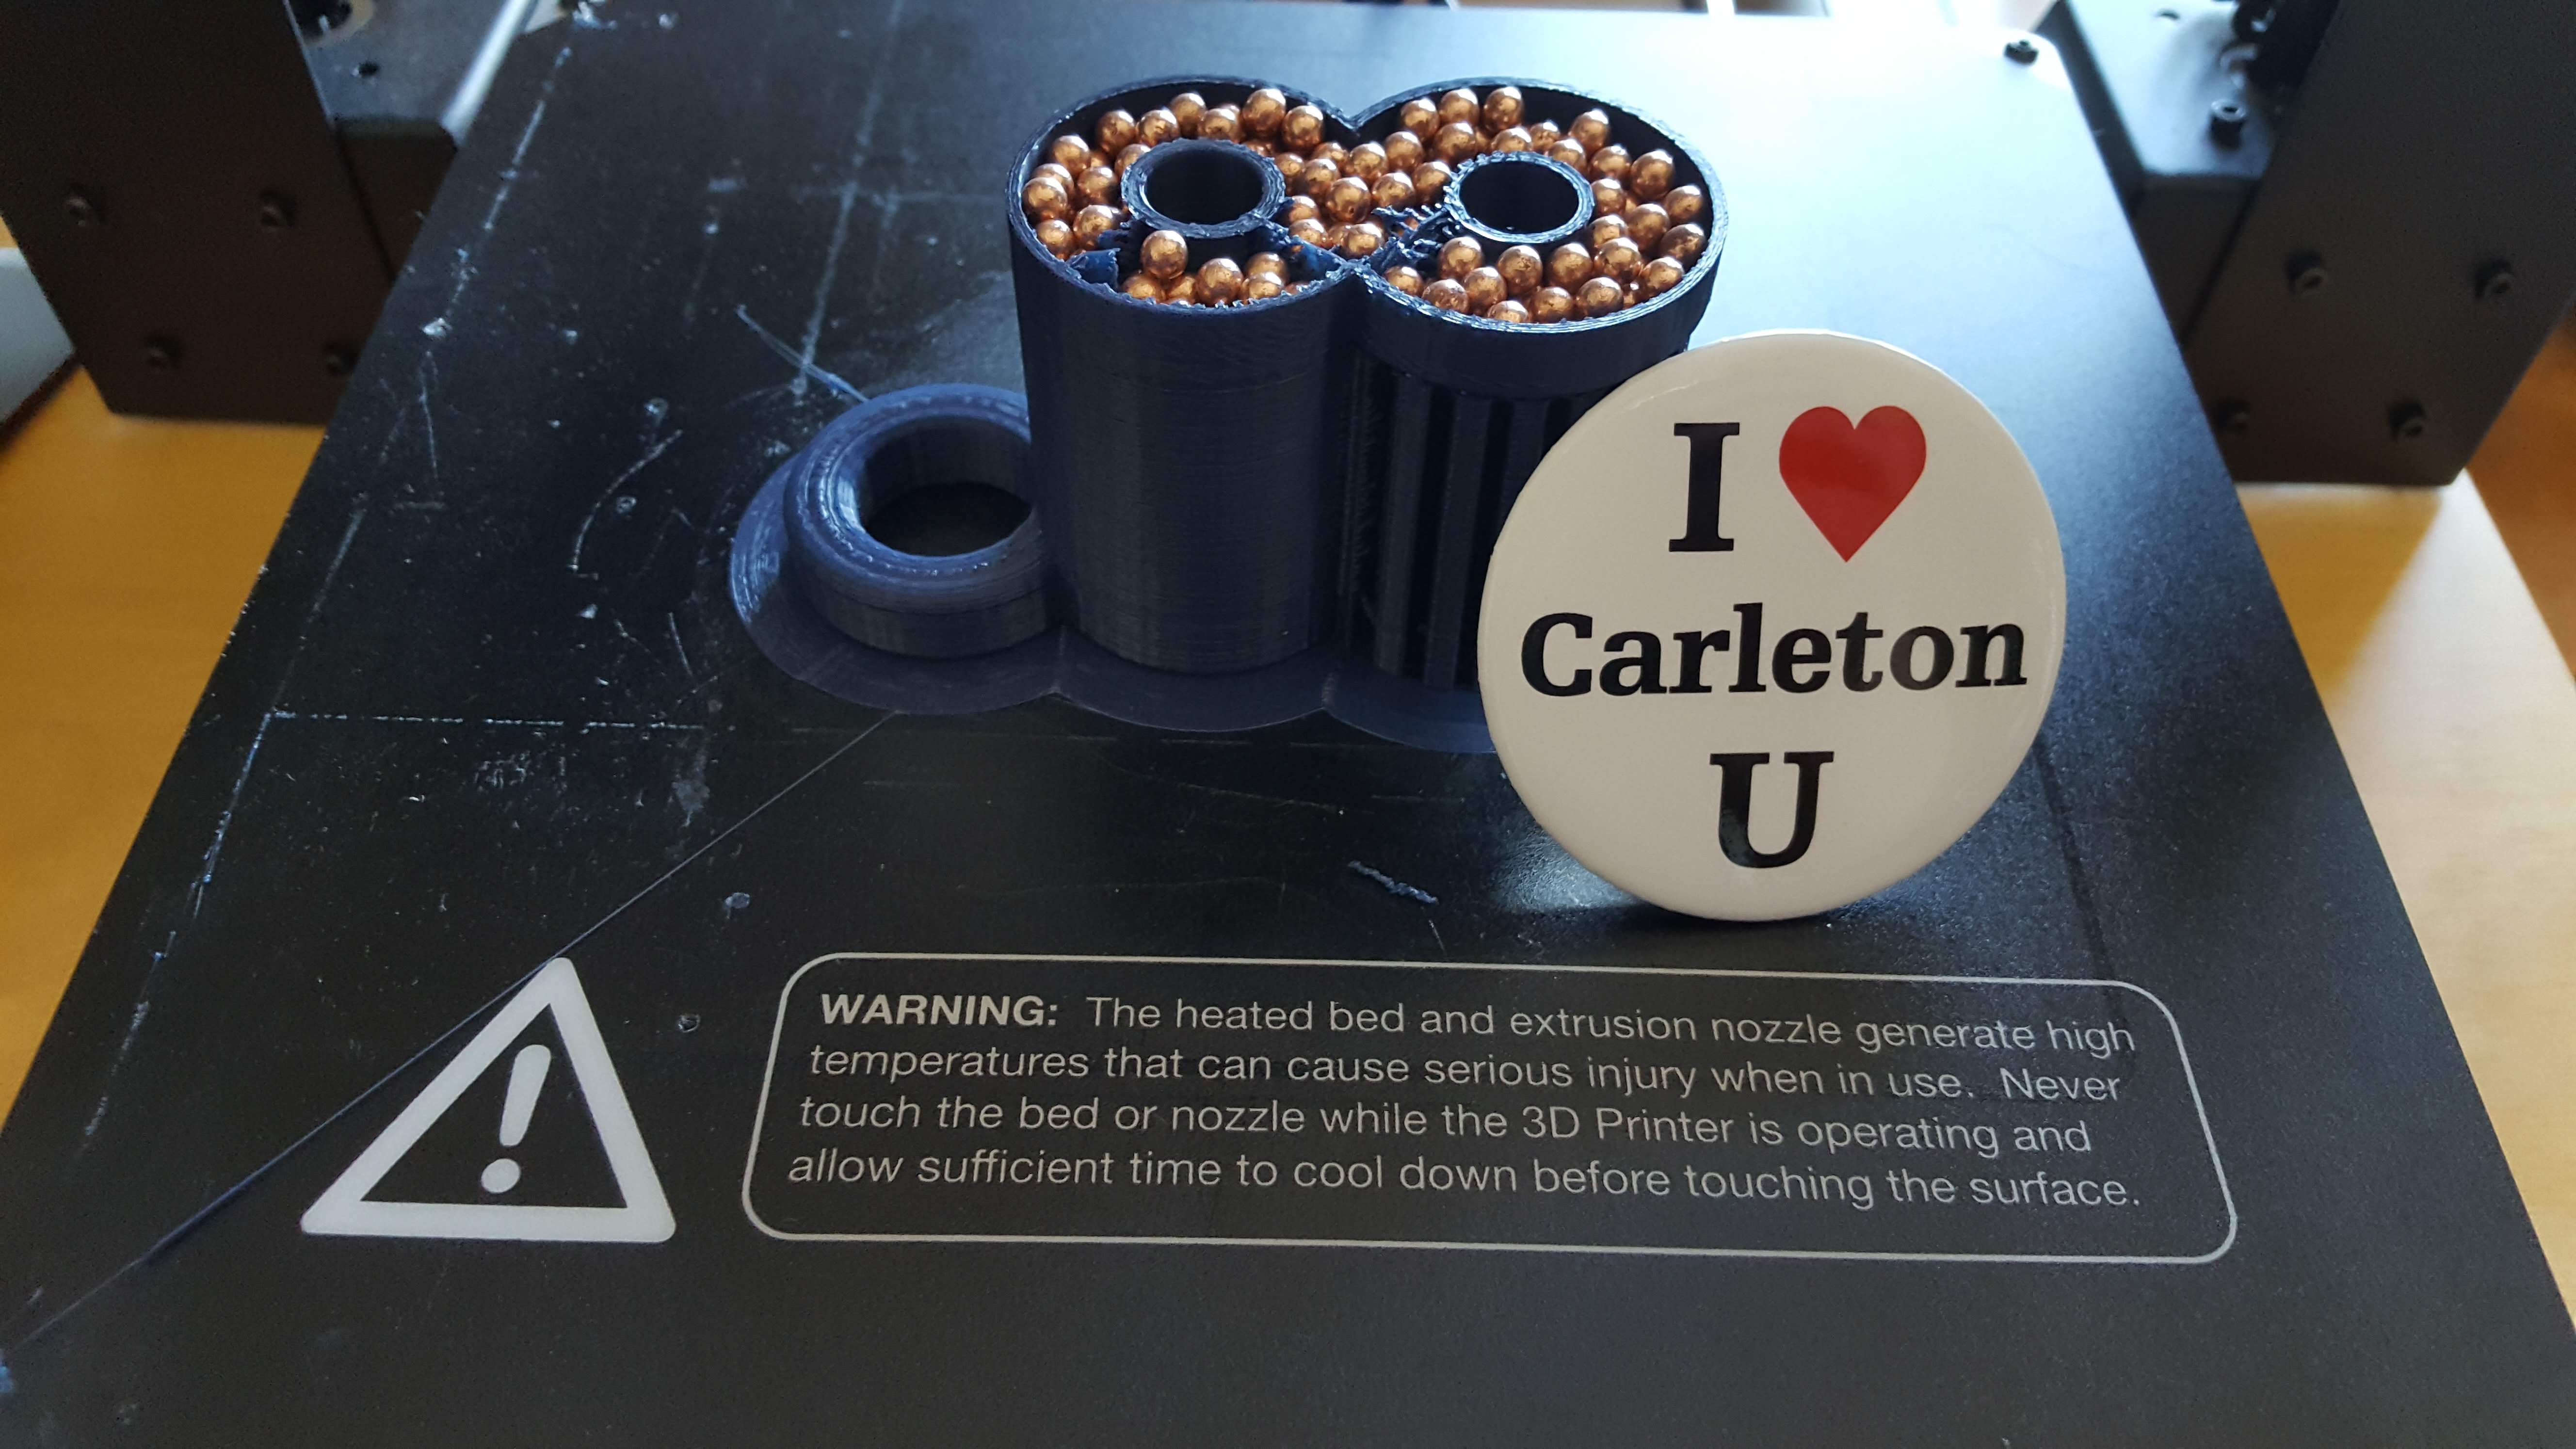 I ❤
Carleton
U
WARNING: The heated bed and extrusion nozzle generate high
temperatures that can cause serious injury when in use. Never
touch the bed or nozzle while the 3D Printer is operating and
allow sufficient time to cool down before touching the surface.